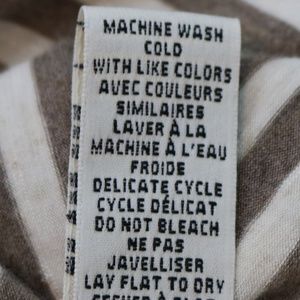 MACHINE WASH
COLD
WITH LIKE COLORS
AVEC COULEURS
SIMILAIRES
LAVER À LA
MACHINE À L'EAU
FROIDE
DELICATE CYCLE
CYCLE DÉLICAT
DO NOT BLEACH
NE PAS
JAVELLISER
LAY FLAT TO DRY